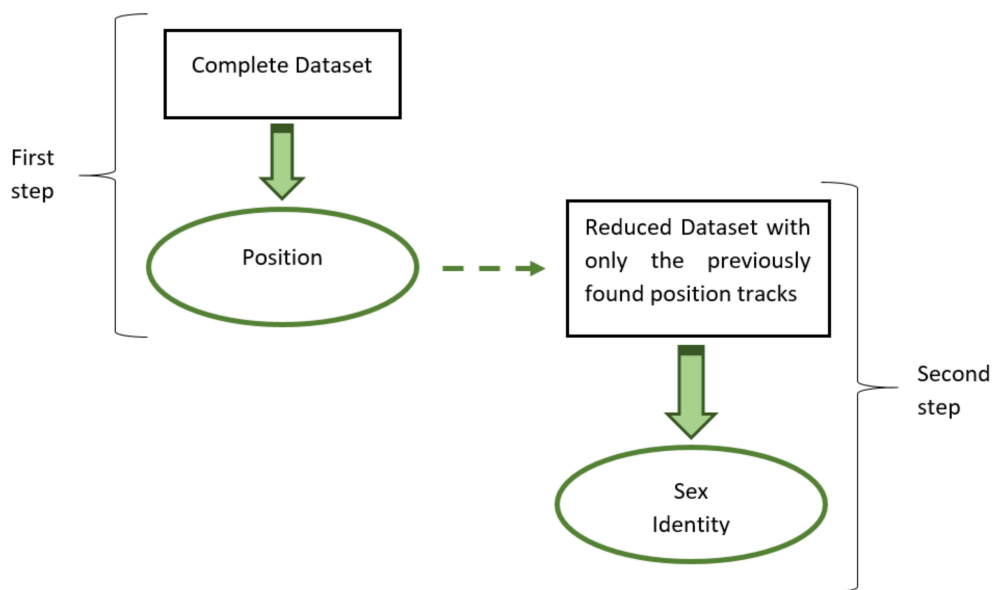 First
step
Complete Dataset
Position
Reduced Dataset with
only the previously
found position tracks
Sex
Identity
Second
step